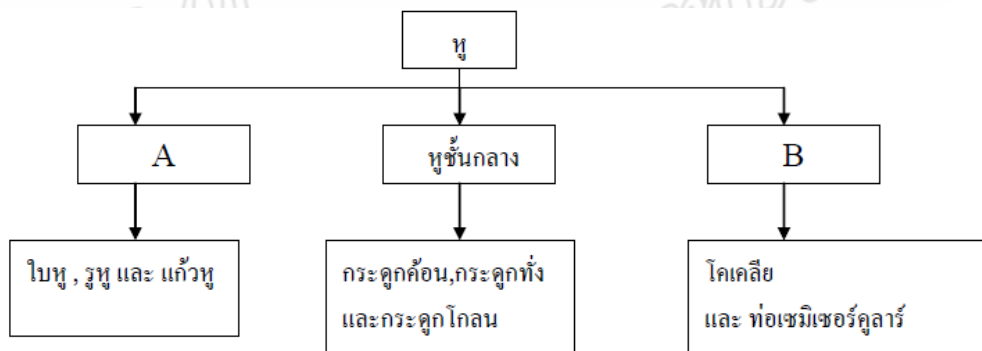 หู
A
หูชั้นกลาง
B
ใบหู , รูหู และ แก้วหู
กระดูกค้อน,กระดูกทั่ง
และกระดูกโกลน
โคเคลีย
และ ท่อเซมิเซอร์คูลาร์